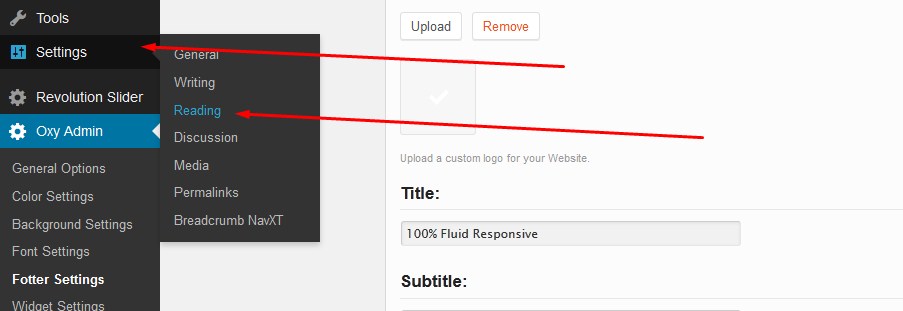 Tools
Settings
Revolution Slider
Oxy Admin
General Options
Color Settings
Background Settings
Font Settings
Fotter Settings
Widget Settings
General
Writing
Reading
Discussion
Media
Permalinks
Breadcrumb NavXT
Upload
Remove
Upload a custom logo for your Website.
Title:
100% Fluid Responsive
Subtitle: